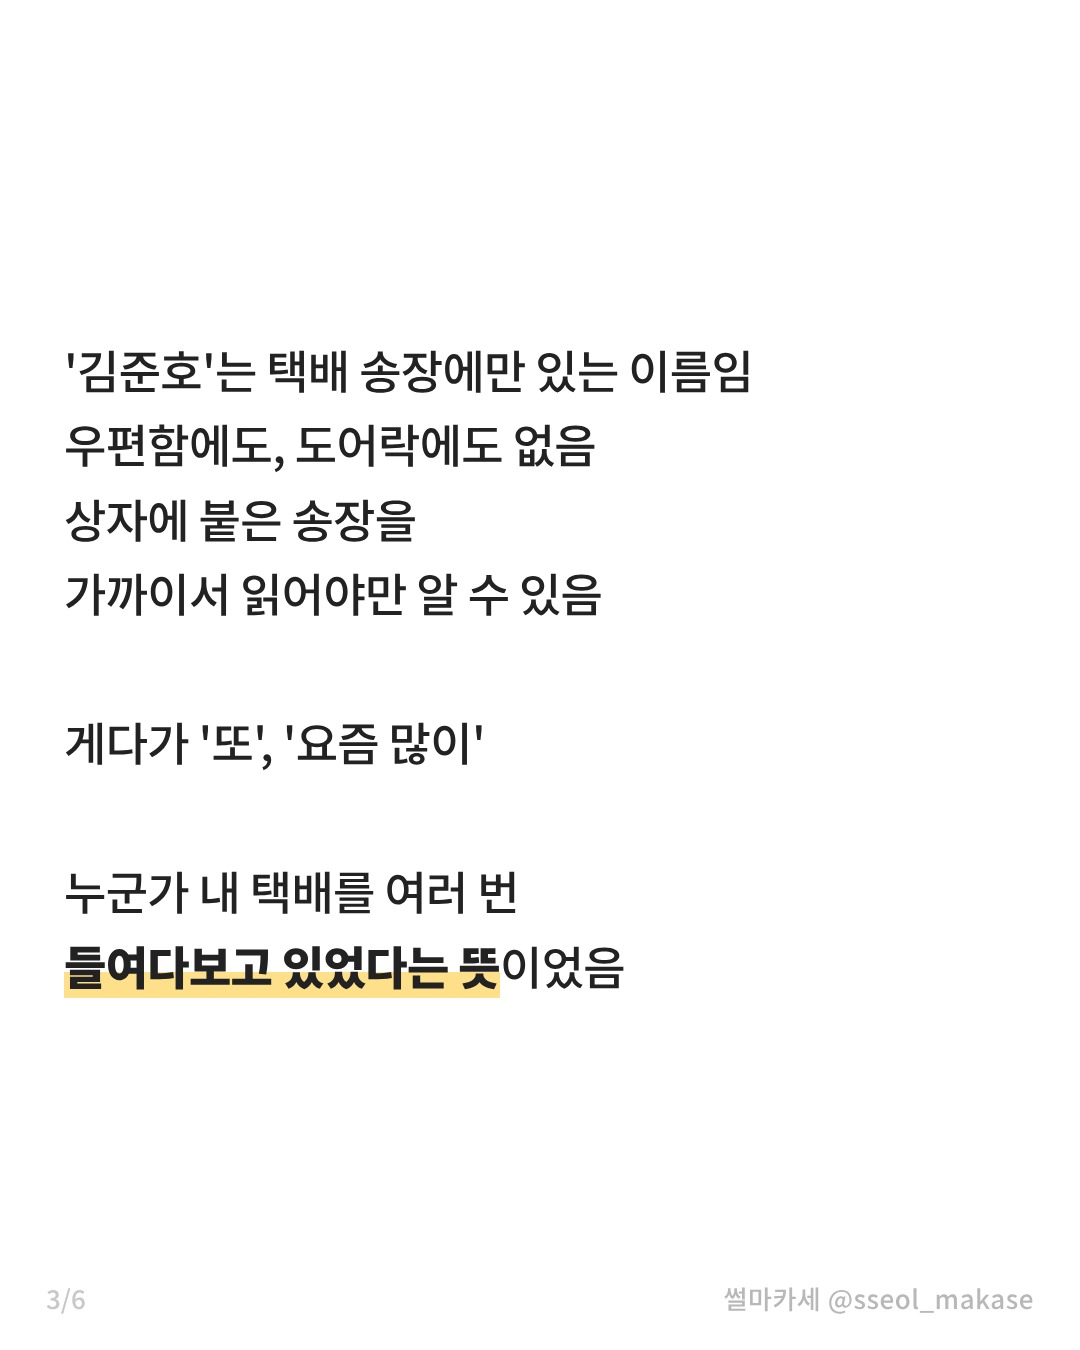 '김준호'는 택배 송장에만 있는 이름임
우편함에도, 도어락에도 없음
상자에 붙은 송장을
가까이서 읽어야만 알 수 있음
게다가 '또', '요즘 많이'
누군가 내 택배를 여러 번
들여다보고 있었다는 뜻이었음
3/6
썰마카세 @sseol_makase